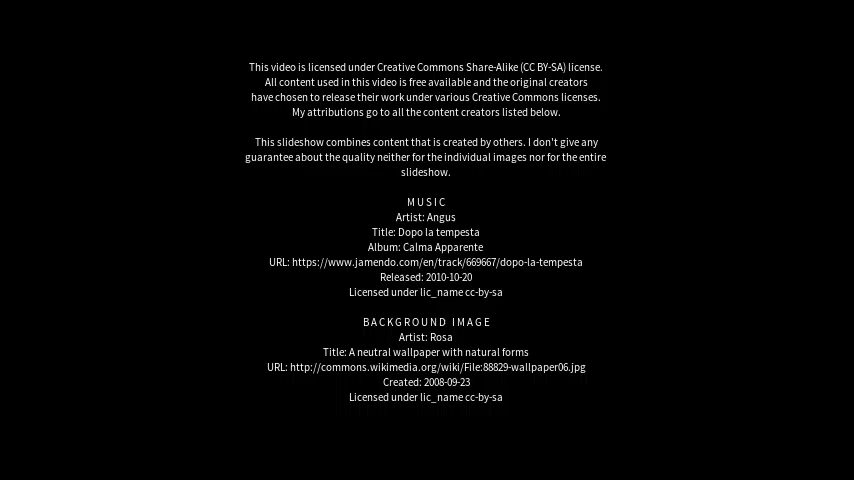 This video is licensed under Creative Commons Share-Alike (CC BY-SA) license.
All content used in this video is free available and the original creators
have chosen to release their work under various Creative Commons licenses.
My attributions go to all the content creators listed below.
This slideshow combines content that is created by others. I don't give any
guarantee about the quality neither for the individual images nor for the entire
slideshow.
MUSIC
Artist: Angus
Title: Dopo la tempesta
Album: Calma Apparente
URL: https://www.jamendo.com/en/track/669667/dopo-la-tempesta
Released: 2010-10-20
Licensed under lic_name cc-by-sa
BACKGROUND IMAGE
Artist: Rosa
Title: A neutral wallpaper with natural forms
URL: http://commons.wikimedia.org/wiki/File:88829-wallpaper06.jpg
Created: 2008-09-23
Licensed under lic_name cc-by-sa